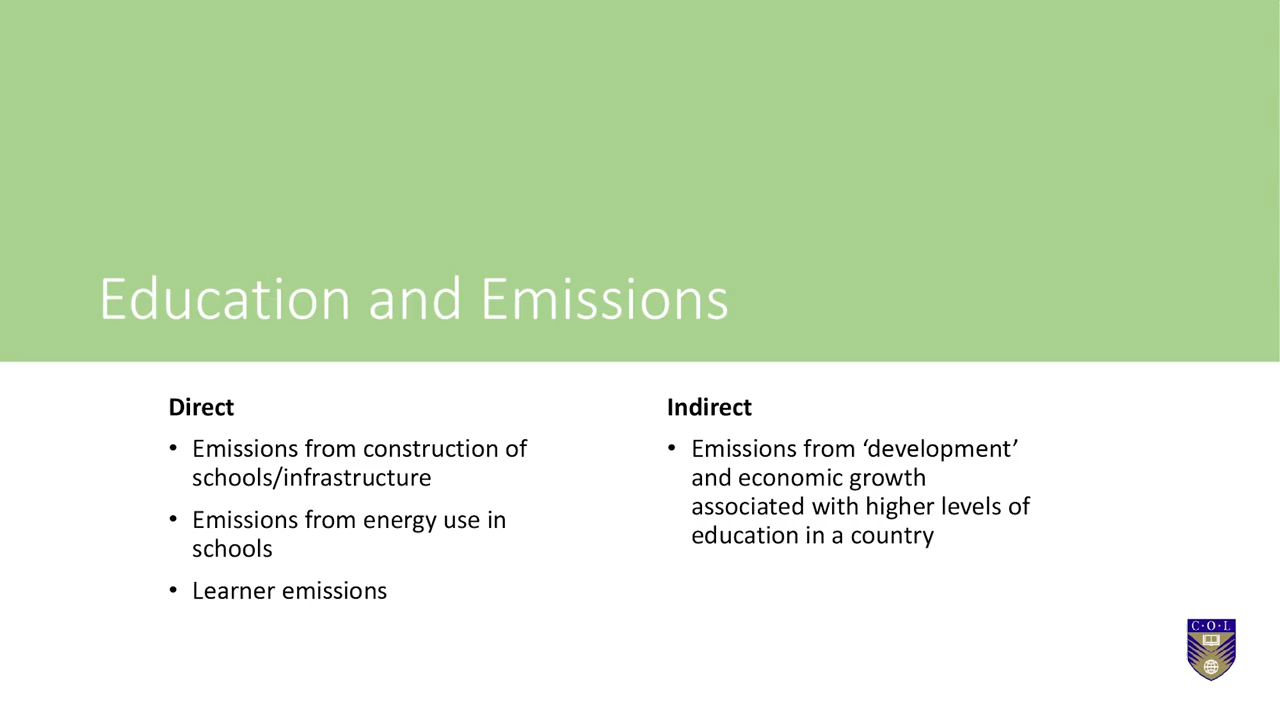 Education and Emissions
Direct
• Emissions from construction of
schools/infrastructure
• Emissions from energy use in
schools
• Learner emissions
Indirect
• Emissions from ‘development’
and economic growth
associated with higher levels of
education in a country
C·O·L